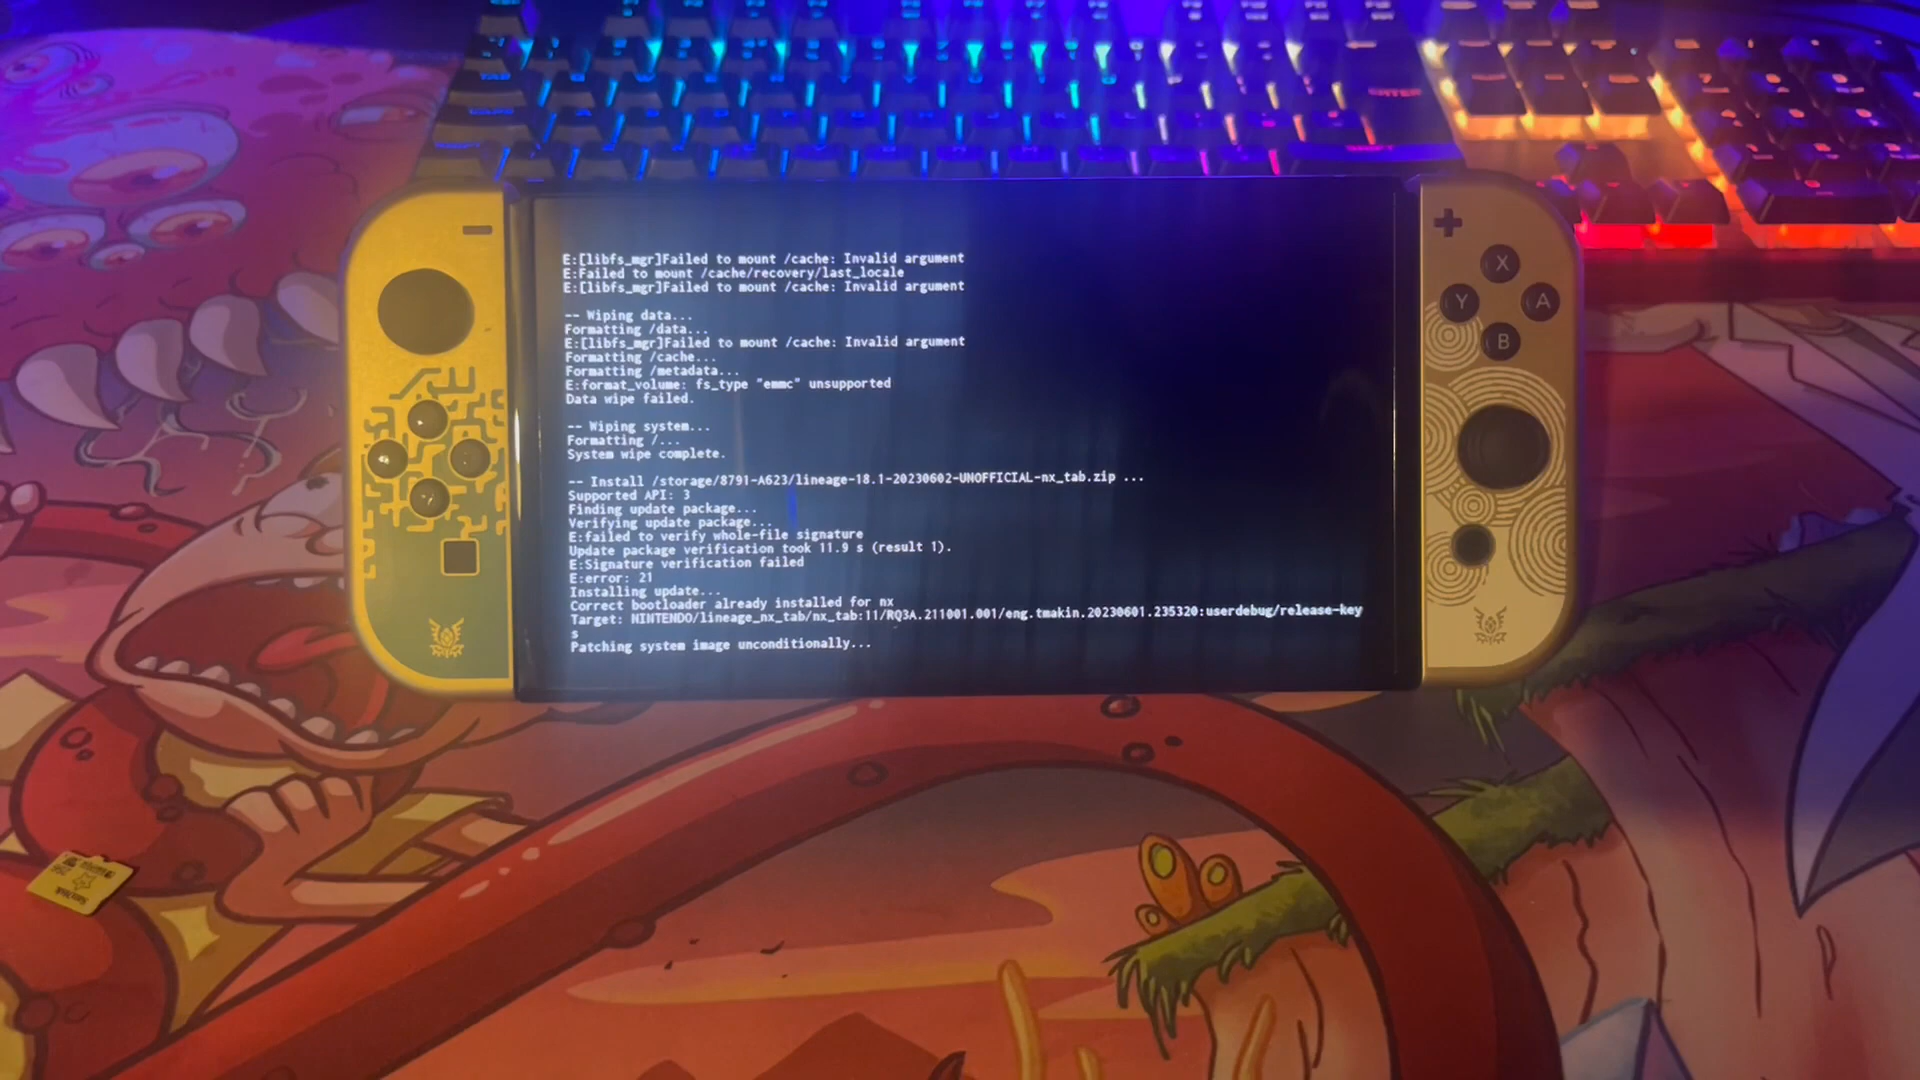 E:[libfs_mgr]Failed to mount /cache: Invalid argument
E:Failed to mount /cache/recovery/last_locale
E:[libfs_mgr]Failed to mount /cache: Invalid argument
-- Wiping data...
Formatting /data...
E:[libfs_mgr]Failed to mount /cache: Invalid argument
Formatting /cache...
Formatting /metadata...
E:format_volume: fs_type "emmc" unsupported
Data wipe failed.
-- Wiping system...
Formatting /...
System wipe complete.
-- Install /storage/8791-A623/lineage-18.1-20230602-UNOFFICIAL-nx_tab.zip ...
Supported API: 3
Finding update package...
Verifying update package...
E:failed to verify whole-file signature
Update package verification took 11.9 s (result 1).
E:Signature verification failed
E:error: 21
Installing update...
Correct bootloader already installed for nx
Target: NINTENDO/lineage_nx_tab/nx_tab:11/RQ3A.211001.001/eng.tmakin.20230601.235320:userdebug/release-key
s
Patching system image unconditionally...
X
Y
A
B
ENTER
SanDisk